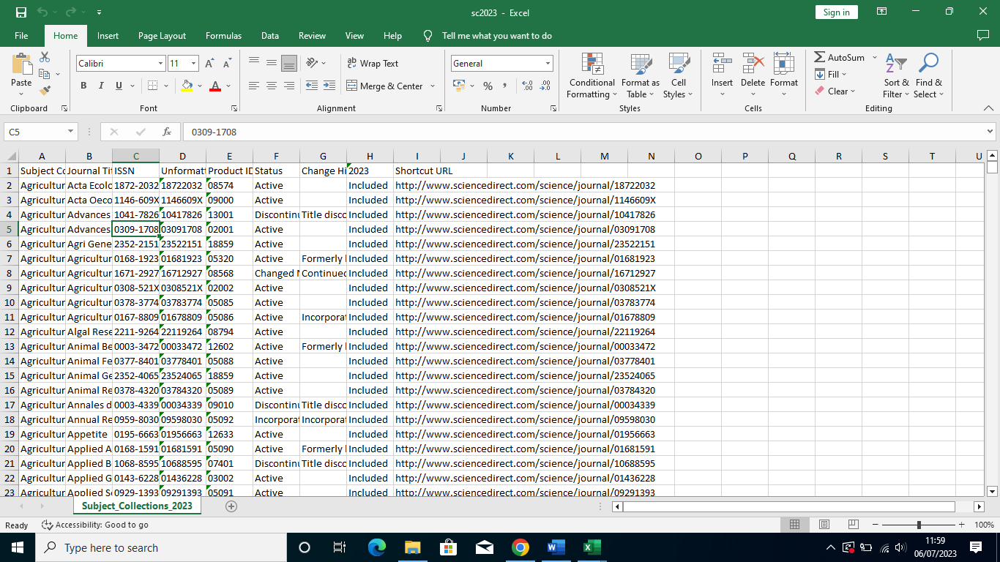 sc2023 - Excel
Sign in
File Home Insert Page Layout Formulas Data Review View Help Tell me what you want to do
Paste
Clipboard
Calibri 11
B I U
Font
Wrap Text
Merge & Center
Alignment
General
Number
Conditional Formatting
Format as Table
Cell Styles
Styles
Insert Delete Format
Cells
AutoSum
Fill
Clear
Sort & Filter
Find & Select
Editing
C5 fx 0309-1708
A B C D E F G H I J K L M N O P Q R S T U
1 Subject Co Journal Tit ISSN Unformatt Product ID Status Change Hi 2023 Shortcut URL
2 Agricultur Acta Ecolo 1872-2032 18722032 08574 Active Included http://www.sciencedirect.com/science/journal/18722032
3 Agricultur Acta Oeco 1146-609X 1146609X 09000 Active Included http://www.sciencedirect.com/science/journal/1146609X
4 Agricultur Advances 1041-7826 10417826 13001 Discontinu Title disco Included http://www.sciencedirect.com/science/journal/10417826
5 Agricultur Advances 0309-1708 03091708 02001 Active Included http://www.sciencedirect.com/science/journal/03091708
6 Agricultur Agri Gene 2352-2151 23522151 18859 Active Included http://www.sciencedirect.com/science/journal/23522151
7 Agricultur Agricultur 0168-1923 01681923 05320 Active Formerly Included http://www.sciencedirect.com/science/journal/01681923
8 Agricultur Agricultur 1671-2927 16712927 08568 Changed Continued Included http://www.sciencedirect.com/science/journal/16712927
9 Agricultur Agricultur 0308-521X 0308521X 02002 Active Included http://www.sciencedirect.com/science/journal/0308521X
10 Agricultur Agricultur 0378-3774 03783774 05085 Active Included http://www.sciencedirect.com/science/journal/03783774
11 Agricultur Agricultur 0167-8809 01678809 05086 Active Incorporat Included http://www.sciencedirect.com/science/journal/01678809
12 Agricultur Algal Rese 2211-9264 22119264 08794 Active Included http://www.sciencedirect.com/science/journal/22119264
13 Agricultur Animal Be 0003-3472 00033472 12602 Active Formerly Included http://www.sciencedirect.com/science/journal/00033472
14 Agricultur Animal Fe 0377-8401 03778401 05088 Active Included http://www.sciencedirect.com/science/journal/03778401
15 Agricultur Animal Ge 2352-4065 23524065 18859 Active Included http://www.sciencedirect.com/science/journal/23524065
16 Agricultur Animal Re 0378-4320 03784320 05089 Active Included http://www.sciencedirect.com/science/journal/03784320
17 Agricultur Annales d 0003-4339 00034339 09010 Discontinu Title disco Included http://www.sciencedirect.com/science/journal/00034339
18 Agricultur Annual Re 0959-8030 09598030 05092 Incorporat Incorporat Included http://www.sciencedirect.com/science/journal/09598030
19 Agricultur Appetite 0195-6663 01956663 12633 Active Included http://www.sciencedirect.com/science/journal/01956663
20 Agricultur Applied A 0168-1591 01681591 05090 Active Formerly Included http://www.sciencedirect.com/science/journal/01681591
21 Agricultur Applied B 1068-8595 10688595 07401 Discontinu Title disco Included http://www.sciencedirect.com/science/journal/10688595
22 Agricultur Applied G 0143-6228 01436228 03002 Active Included http://www.sciencedirect.com/science/journal/01436228
23 Agricultur Applied So 0929-1393 09291393 05091 Active Included http://www.sciencedirect.com/science/journal/09291393
Subject_Collections_2023
Ready Accessibility: Good to go 100%
Type here to search
11:59
06/07/2023